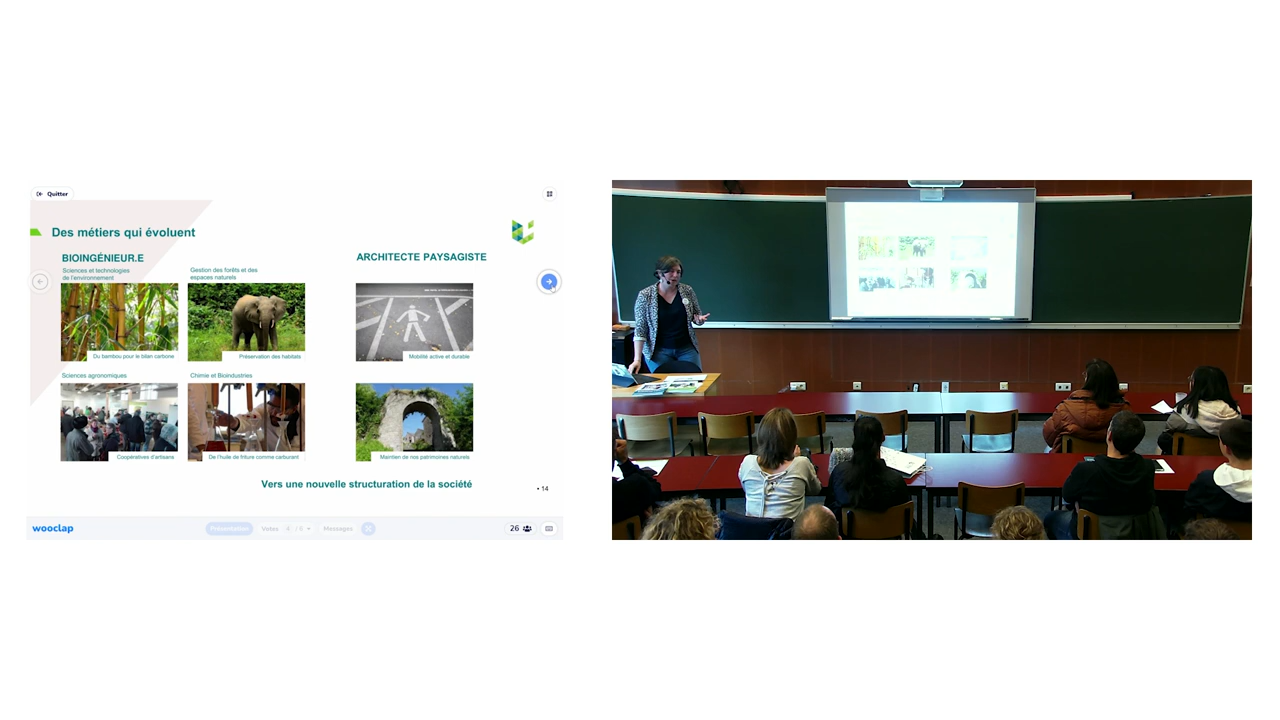 Quitter
Des métiers qui évoluent
BIOINGÉNIEUR.E
ARCHITECTE PAYSAGISTE
Sciences et technologies
de l'environnement
Gestion des forêts et des
espaces naturels
Du bambou pour le bilan carbone
Préservation des habitats
Mobilité active et durable
Sciences agronomiques
Chimie et Bioindustries
Coopératives d'artisans
De l'huile de friture comme carburant
Maintien de nos patrimoines naturels
Vers une nouvelle structuration de la société
• 14
wooclap
Présentation
Votes
4 / 6
Messages
26